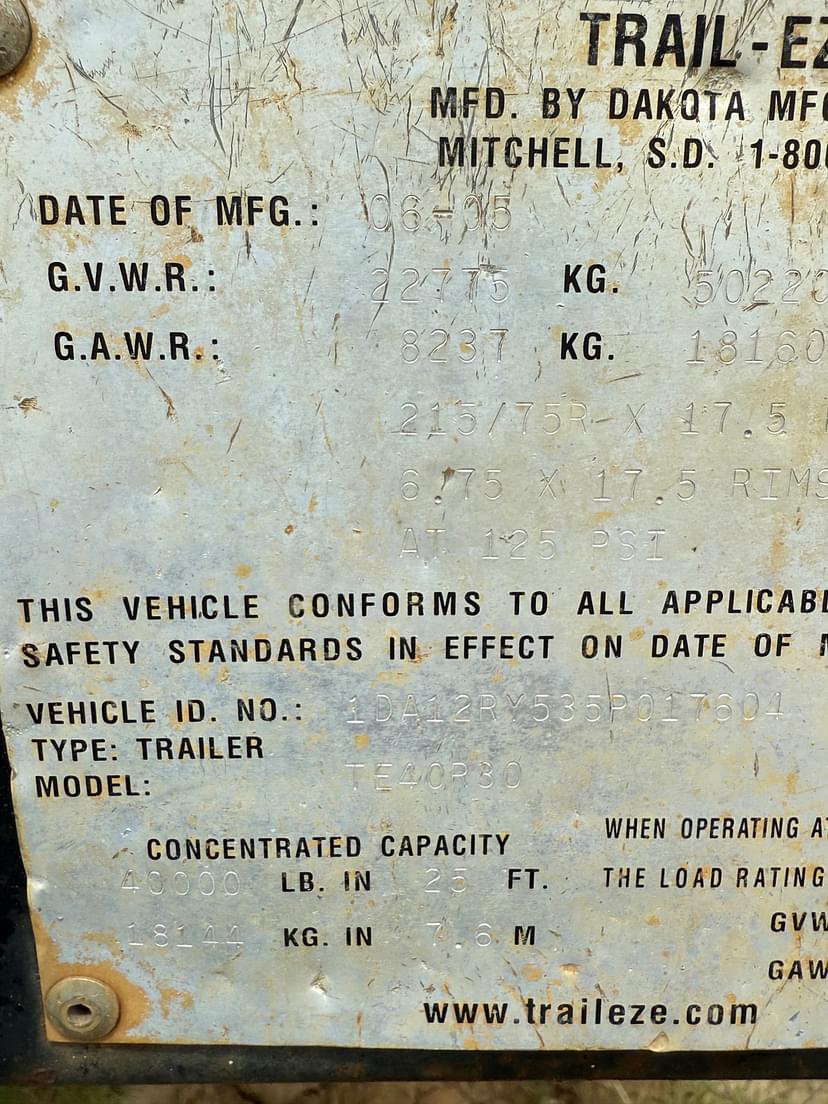 TRAIL-EZ
MFD. BY DAKOTA MFG
MITCHELL, S.D. 1-800
DATE OF MFG.: 06-05
G.V.W.R.: 22775 KG. 50220
G.A.W.R.: 8237 KG. 18160
215/75R X 17.5
6.75 X 17.5 RIMS
AT 125 PSI
THIS VEHICLE CONFORMS TO ALL APPLICABL
SAFETY STANDARDS IN EFFECT ON DATE OF M
VEHICLE ID. NO.: 1DA12RY535P017604
TYPE: TRAILER
MODEL: TE40R30
CONCENTRATED CAPACITY
40000 LB. IN 25 FT.
18144 KG. IN 7.6 M
WHEN OPERATING AT
THE LOAD RATING
GVW
GAW
www.traileze.com